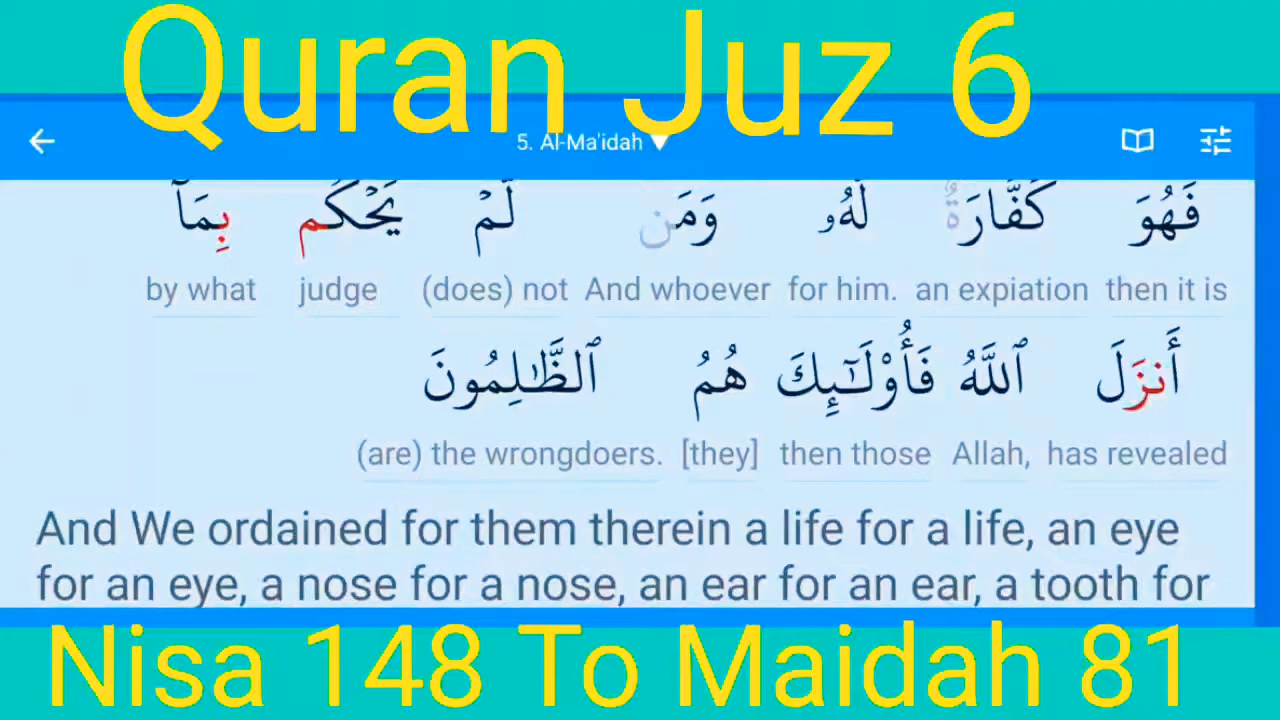 Quran Juz 6
5. Al-Ma'idah
فَهُوَ كَفَّارَةٌ لَّهُۥ وَمَن لَّمْ يَحْكُم بِمَآ
by what judge (does) not And whoever for him. an expiation then it is
أَنزَلَ ٱللَّهُ فَأُو۟لَـٰٓئِكَ هُمُ ٱلظَّـٰلِمُونَ
(are) the wrongdoers. [they] then those Allah, has revealed
And We ordained for them therein a life for a life, an eye
for an eye, a nose for a nose, an ear for an ear, a tooth for
Nisa 148 To Maidah 81